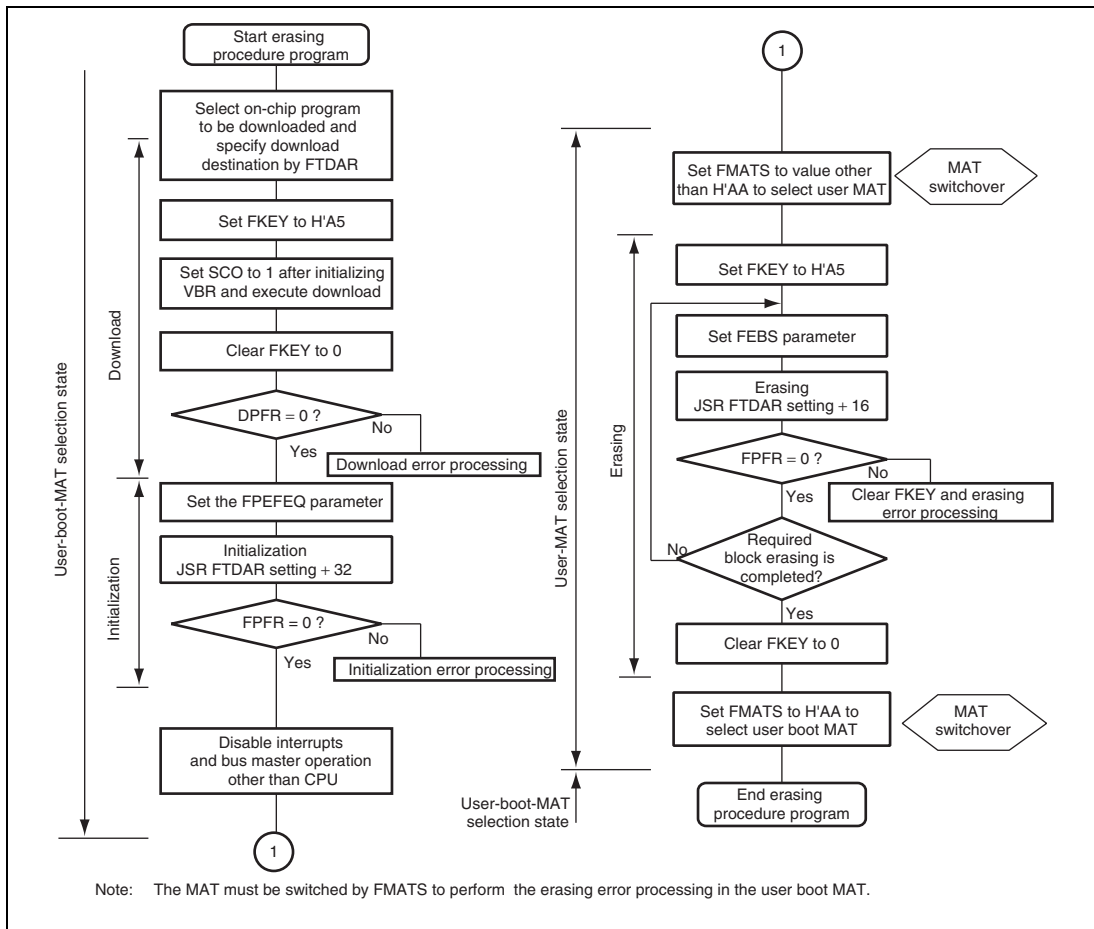 Start erasing
procedure program
Select on-chip program
to be downloaded and
specify download
destination by FTDAR
Set FKEY to H'A5
Set SCO to 1 after initializing
VBR and execute download
Clear FKEY to 0
DPFR = 0 ?
No
Yes
Download error processing
Set the FPEFEQ parameter
Initialization
JSR FTDAR setting + 32
FPFR = 0 ?
No
Yes
Initialization error processing
Disable interrupts
and bus master operation
other than CPU
1
Download
Initialization
User-boot-MAT selection state
1
Set FMATS to value other
than H'AA to select user MAT
MAT
switchover
Set FKEY to H'A5
Set FEBS parameter
Erasing
JSR FTDAR setting + 16
FPFR = 0 ?
No
Yes
Clear FKEY and erasing
error processing
Required
block erasing is
completed?
No
Yes
Clear FKEY to 0
Set FMATS to H'AA to
select user boot MAT
MAT
switchover
End erasing
procedure program
Erasing
User-MAT selection state
User-boot-MAT
selection state
Note: The MAT must be switched by FMATS to perform the erasing error processing in the user boot MAT.